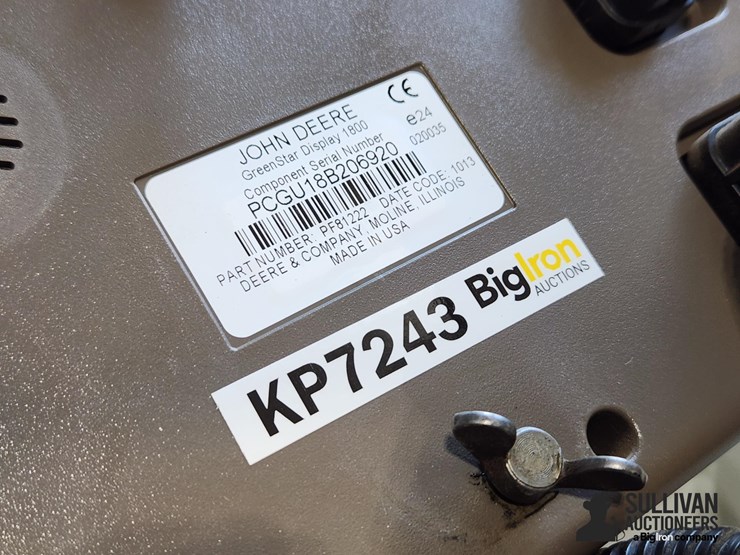 JOHN DEERE
GreenStar Display 1800
Component Serial Number
PCGU18B206920
PART NUMBER: PF81222 DATE CODE: 1013
DEERE & COMPANY, MOLINE, ILLINOIS
MADE IN USA
CE
e24
020035
KP7243
BigIron
AUCTIONS
SULLIVAN
AUCTIONEERS
a BigIron company